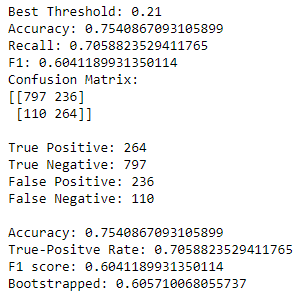 Best Threshold: 0.21
Accuracy: 0.7540867093105899
Recall: 0.7058823529411765
F1: 0.6041189931350114
Confusion Matrix:
[[797 236]
 [110 264]]

True Positive: 264
True Negative: 797
False Positive: 236
False Negative: 110

Accuracy: 0.7540867093105899
True-Positve Rate: 0.7058823529411765
F1 score: 0.6041189931350114
Bootstrapped: 0.605710068055737